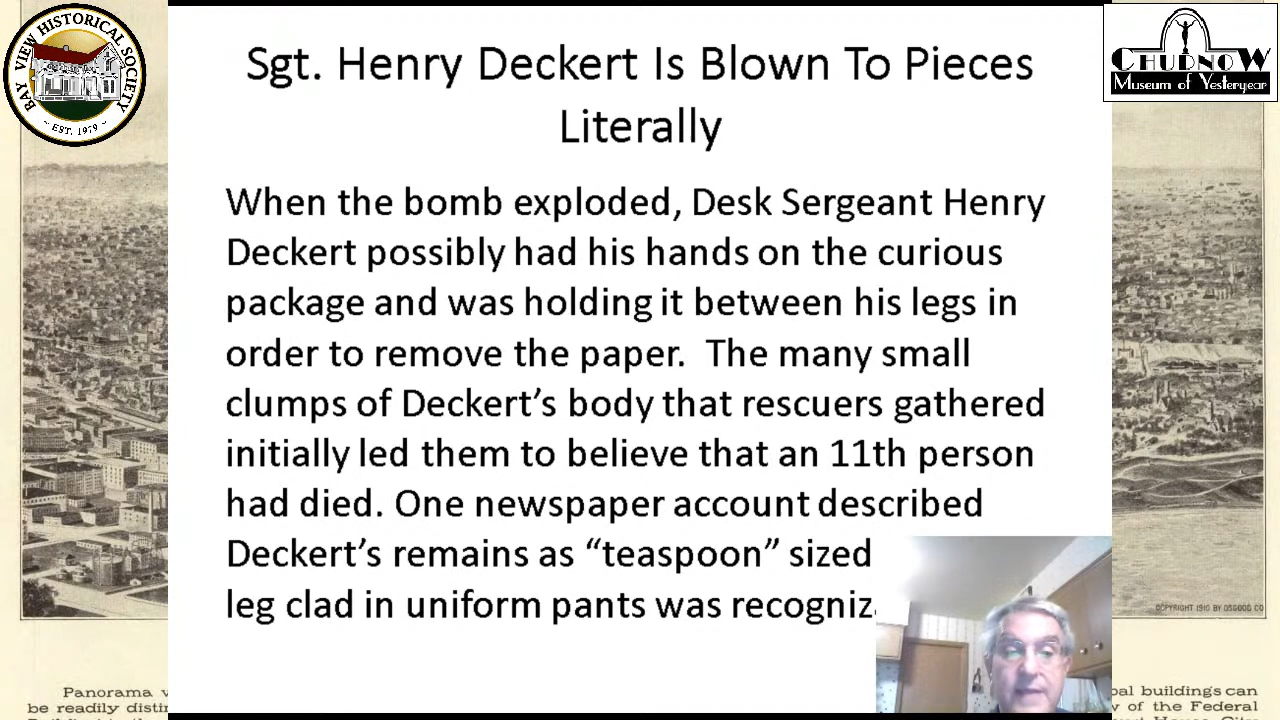 BAY VIEW HISTORICAL SOCIETY
~ EST. 1979 ~
CHUDNOW
Museum of Yesteryear
Sgt. Henry Deckert Is Blown To Pieces
Literally
When the bomb exploded, Desk Sergeant Henry
Deckert possibly had his hands on the curious
package and was holding it between his legs in
order to remove the paper.  The many small
clumps of Deckert's body that rescuers gathered
initially led them to believe that an 11th person
had died. One newspaper account described
Deckert's remains as “teaspoon” sized
leg clad in uniform pants was
COPYRIGHT 1910 BY OSGOOD CO
Panorama
be readily
buildings can
of the Federal